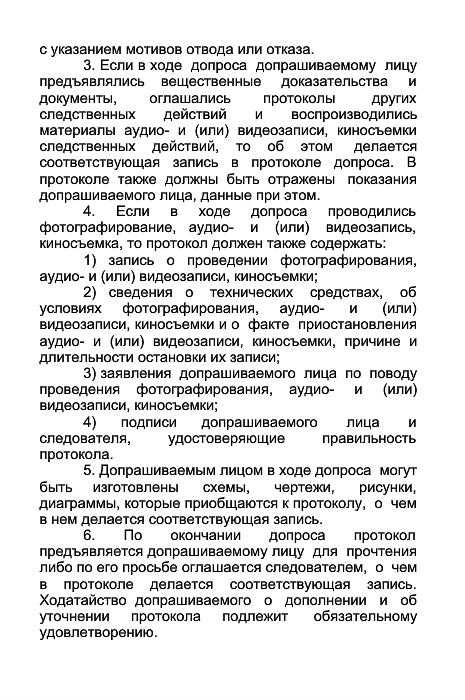 с указанием мотивов отвода или отказа.
3. Если в ходе допроса допрашиваемому лицу
предъявлялись вещественные доказательства и
документы, оглашались протоколы других
следственных действий и воспроизводились
материалы аудио- и (или) видеозаписи, киносъемки
следственных действий, то об этом делается
соответствующая запись в протоколе допроса. В
протоколе также должны быть отражены показания
допрашиваемого лица, данные при этом.
4. Если в ходе допроса проводились
фотографирование, аудио- и (или) видеозапись,
киносъемка, то протокол должен также содержать:
1) запись о проведении фотографирования,
аудио- и (или) видеозаписи, киносъемки;
2) сведения о технических средствах, об
условиях фотографирования, аудио- и (или)
видеозаписи, киносъемки и о факте приостановления
аудио- и (или) видеозаписи, киносъемки, причине и
длительности остановки их записи;
3) заявления допрашиваемого лица по поводу
проведения фотографирования, аудио- и (или)
видеозаписи, киносъемки;
4) подписи допрашиваемого лица и
следователя, удостоверяющие правильность
протокола.
5. Допрашиваемым лицом в ходе допроса могут
быть изготовлены схемы, чертежи, рисунки,
диаграммы, которые приобщаются к протоколу, о чем
в нем делается соответствующая запись.
6. По окончании допроса протокол
предъявляется допрашиваемому лицу для прочтения
либо по его просьбе оглашается следователем, о чем
в протоколе делается соответствующая запись.
Ходатайство допрашиваемого о дополнении и об
уточнении протокола подлежит обязательному
удовлетворению.